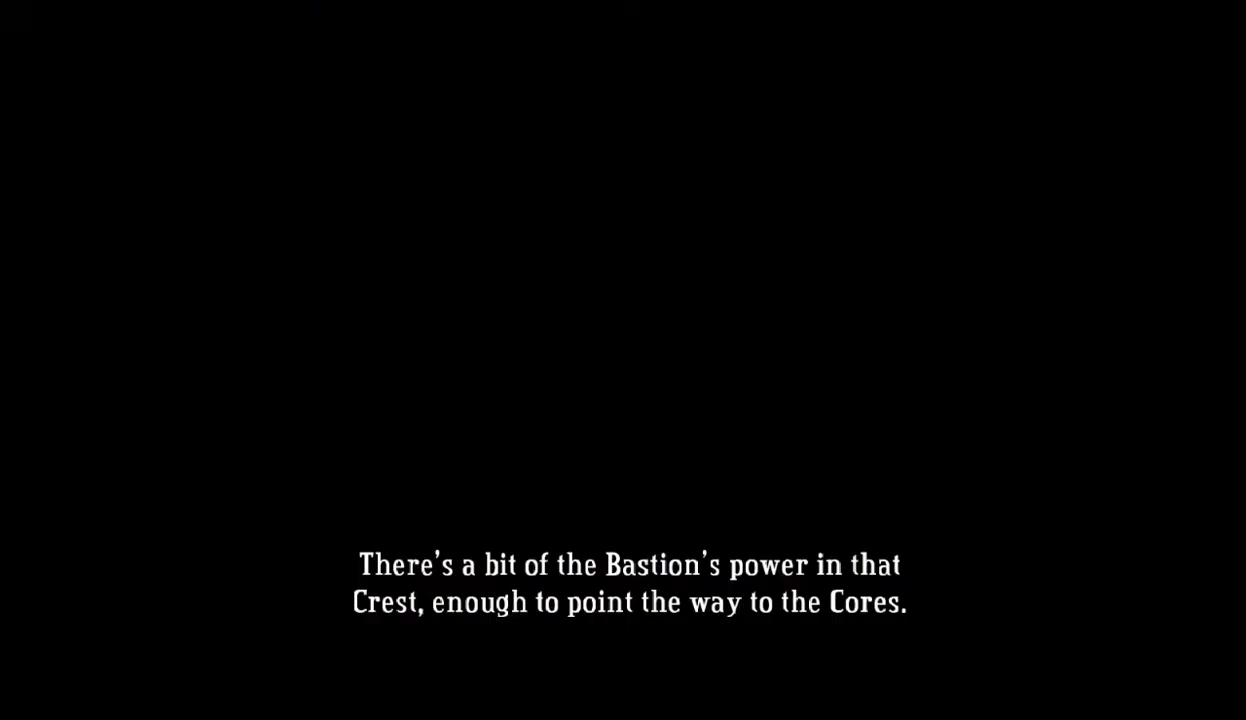 There's a bit of the Bastion's power in that
Crest, enough to point the way to the Cores.